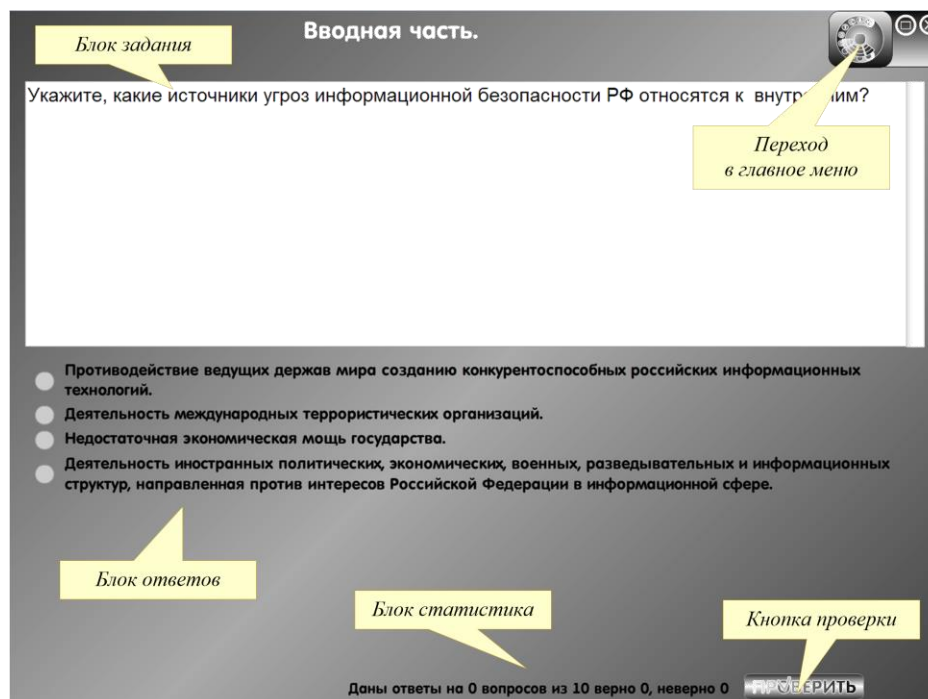 Блок задания
Вводная часть.
Укажите, какие источники угроз информационной безопасности РФ относятся к внутренним?
Переход
в главное меню
Противодействие ведущих держав мира созданию конкурентоспособных российских информационных
технологий.
Деятельность международных террористических организаций.
Недостаточная экономическая мощь государства.
Деятельность иностранных политических, экономических, военных, разведывательных и информационных
структур, направленная против интересов Российской Федерации в информационной сфере.
Блок ответов
Блок статистика
Кнопка проверки
Даны ответы на 0 вопросов из 10 верно 0, неверно 0
ПРОВЕРИТЬ